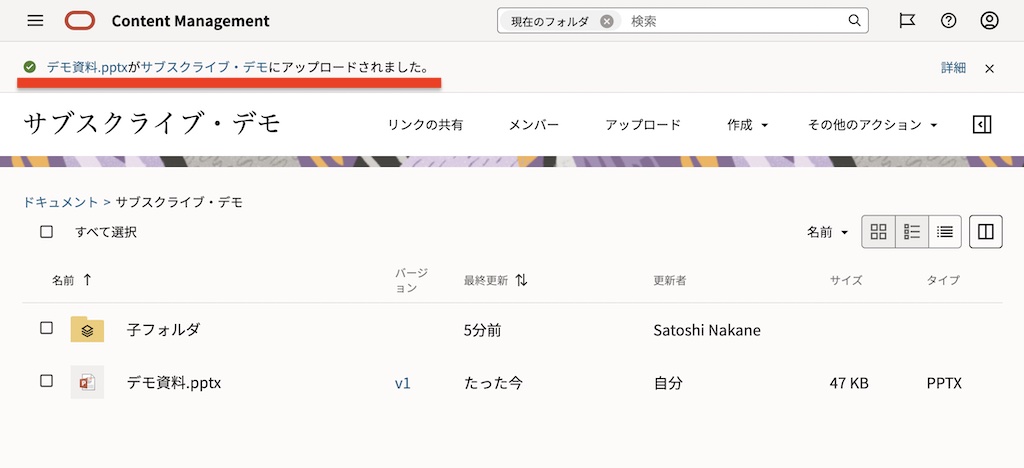 Content Management
現在のフォルダ 検索
デモ資料.pptxがサブスクライブ・デモにアップロードされました。 詳細
サブスクライブ・デモ リンクの共有 メンバー アップロード 作成 その他のアクション
ドキュメント > サブスクライブ・デモ
すべて選択 名前
名前 バージョン 最終更新 更新者 サイズ タイプ
子フォルダ 5分前 Satoshi Nakane
デモ資料.pptx v1 たった今 自分 47 KB PPTX